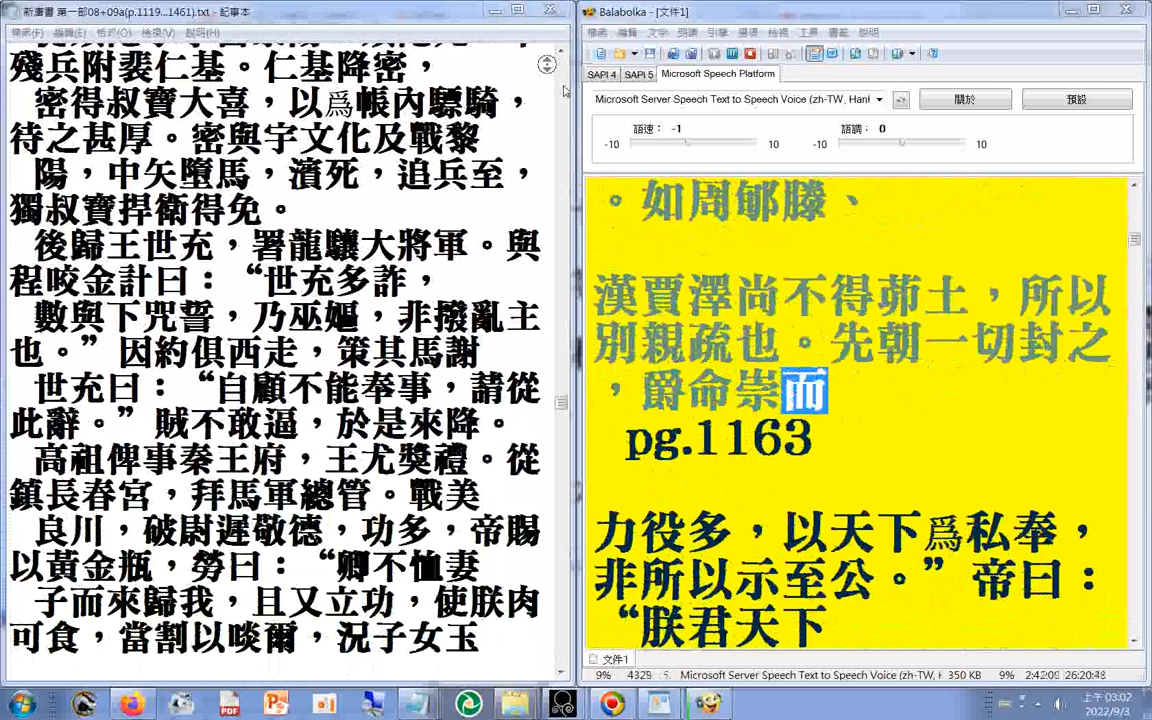 新唐書 第一部08+09a(p.1119...1461).txt - 記事本
殘兵附裴仁基。仁基降密，
密得叔寶大喜，以爲帳內驃騎，
待之甚厚。密與宇文化及戰黎
陽，中矢墮馬，濱死，追兵至，
獨叔寶捍衛得免。
後歸王世充，署龍驤大將軍。與
程咬金計曰：“世充多詐，
數與下咒誓，乃巫嫗，非撥亂主
也。”因約俱西走，策其馬謝
世充曰：“自顧不能奉事，請從
此辭。”賊不敢逼，於是來降。
高祖俾事秦王府，王尤獎禮。從
鎮長春宮，拜馬軍總管。戰美
良川，破尉遲敬德，功多，帝賜
以黃金瓶，勞曰：“卿不恤妻
子而來歸我，且又立功，使朕肉
可食，當割以啖爾，況子女玉
Balabolka - [文件1]
SAPI 4
SAPI 5
Microsoft Speech Platform
Microsoft Server Speech Text to Speech Voice (zh-TW, Hanl
關於
預設
語速： -1
語調： 0
-10
10
-10
10
。如周郇滕、
漢賈澤尚不得茆土，所以
別親疏也。先朝一切封之
，爵命崇而
pg.1163
力役多，以天下爲私奉，
非所以示至公。”帝曰：
“朕君天下
文件1
9%
Microsoft Server Speech Text to Speech Voice (zh-TW, H
350 KB
9%
26:20:48
上午 03:02
2022/9/3